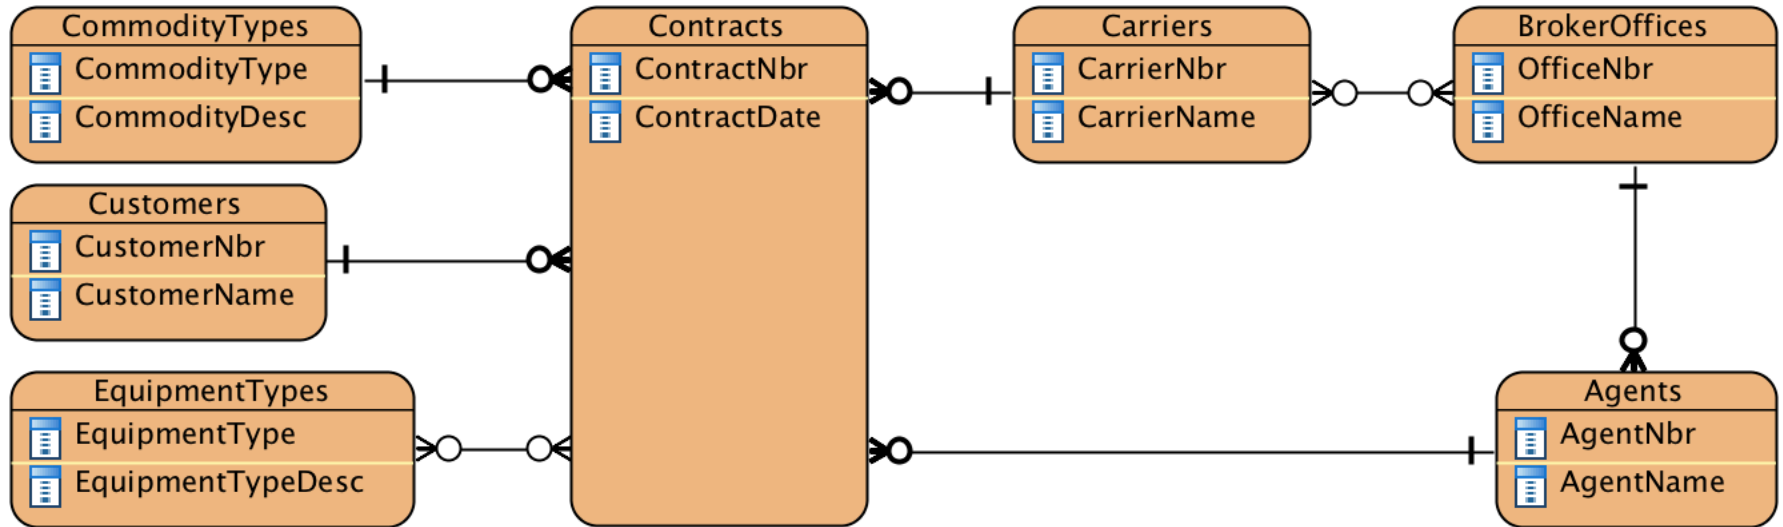 CommodityTypes
CommodityType
CommodityDesc
Customers
CustomerNbr
CustomerName
EquipmentTypes
EquipmentType
EquipmentTypeDesc
Contracts
ContractNbr
ContractDate
Carriers
CarrierNbr
CarrierName
BrokerOffices
OfficeNbr
OfficeName
Agents
AgentNbr
AgentName